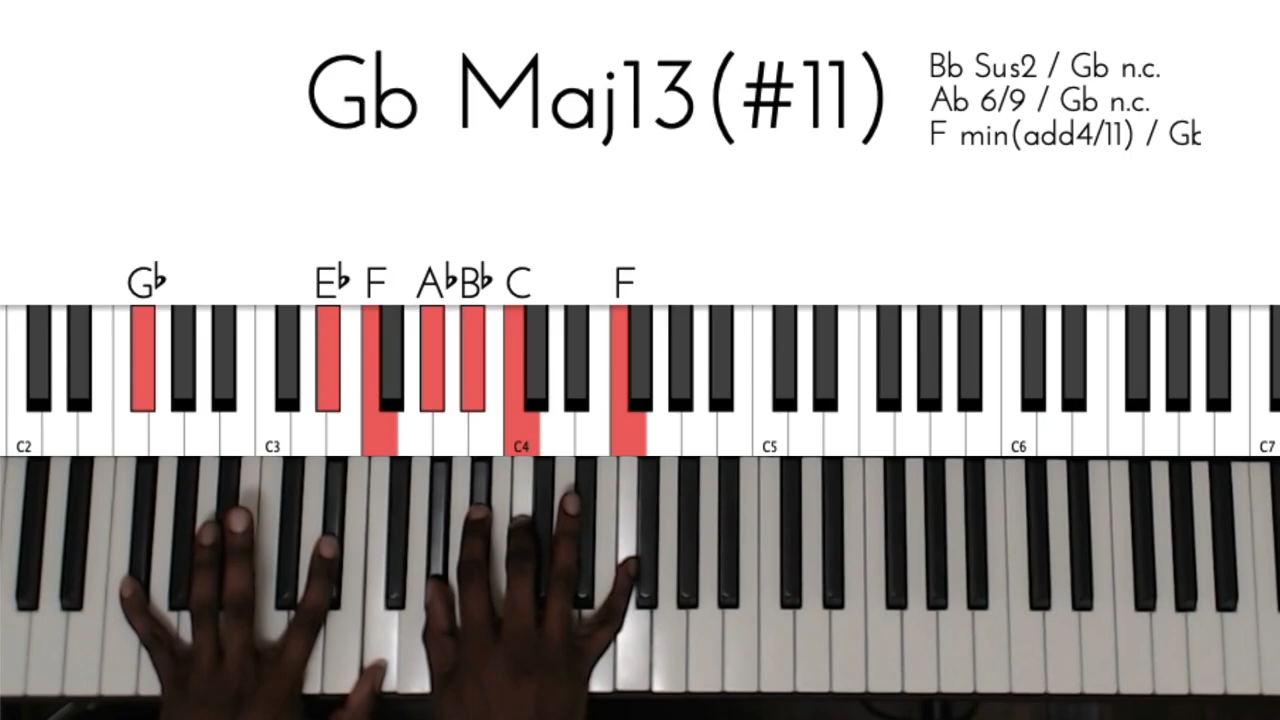 Gb Maj13(#11)
Bb Sus2 / Gb n.c.
Ab 6/9 / Gb n.c.
F min(add4/11) / Gb
G♭ E♭ F A♭ B♭ C F
C2 C3 C4 C5 C6 C7